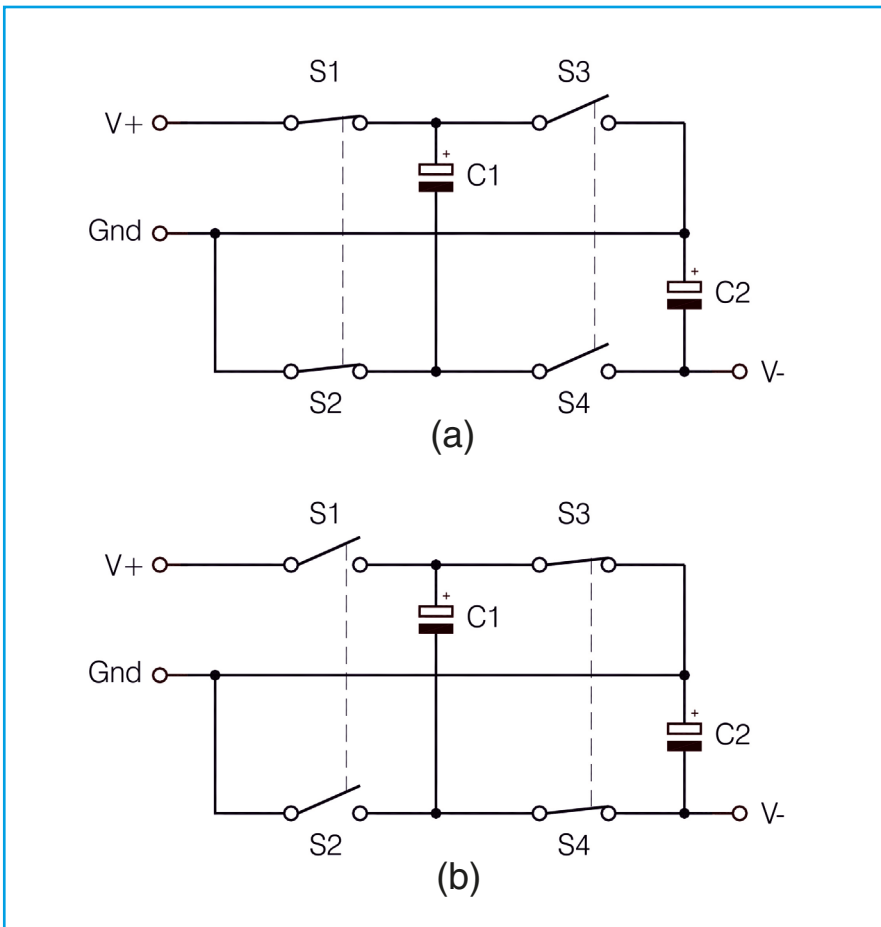 S1 S3
V+
+
C1
Gnd
+
C2
V-
S2 S4
(a)
S1 S3
V+
+
C1
Gnd
+
C2
V-
S2 S4
(b)